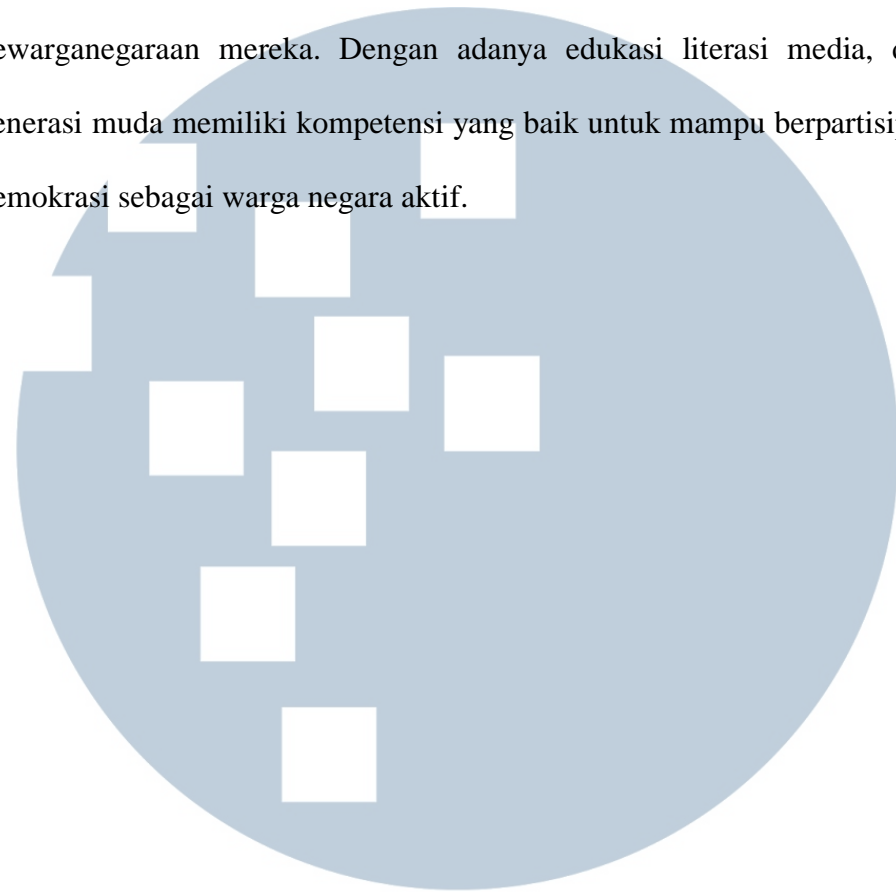 ewarganegaraan mereka. Dengan adanya edukasi literasi media,
enerasi muda memiliki kompetensi yang baik untuk mampu
emokrasi sebagai warga negara aktif.